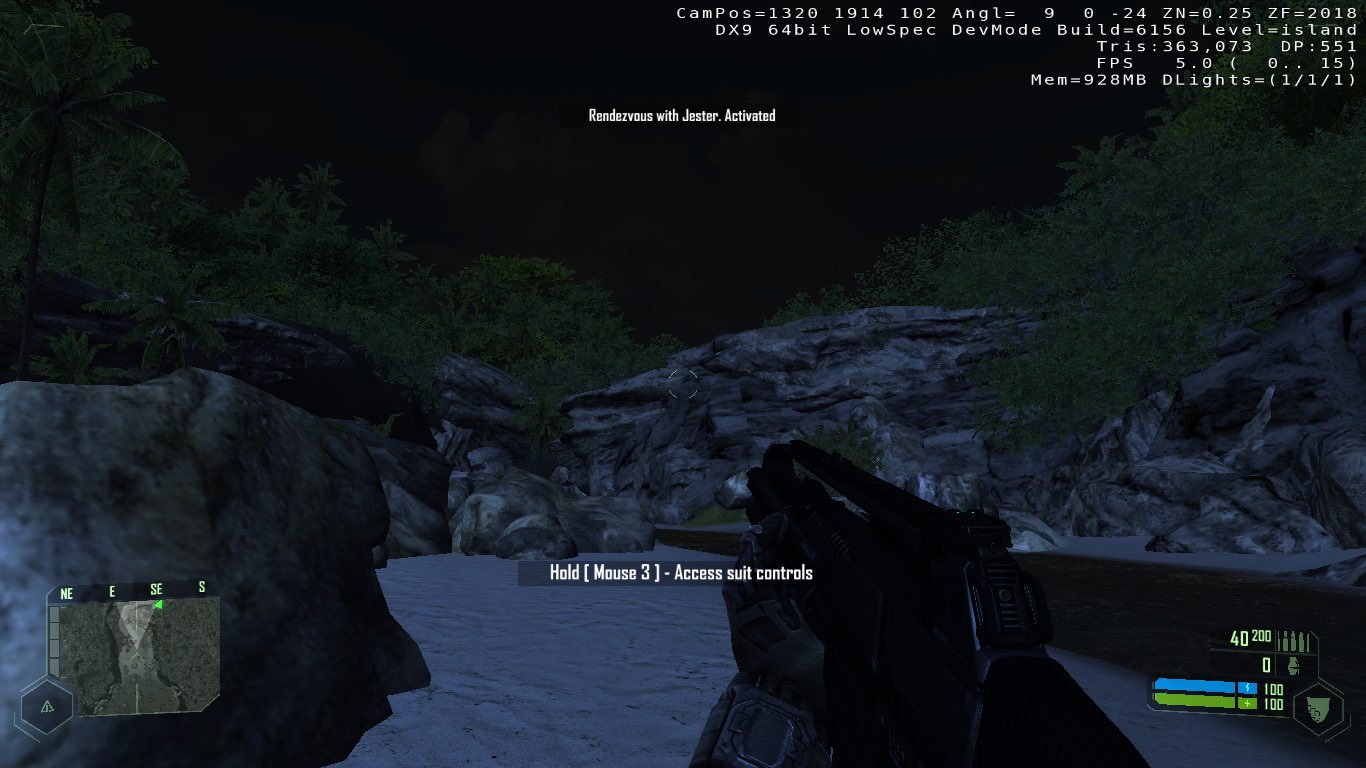 CamPos=1320 1914 102 Angl= 9 0 -24 ZN=0.25 ZF=2018
DX9 64bit LowSpec DevMode Build=6156 Level=island
Tris:363,073 DP:551
FPS 5.0 ( 0.. 15)
Mem=928MB DLights=(1/1/1)
Rendezvous with Jester. Activated
Hold [ Mouse 3 ] - Access suit controls
NE E SE S
40 200
0
100
100